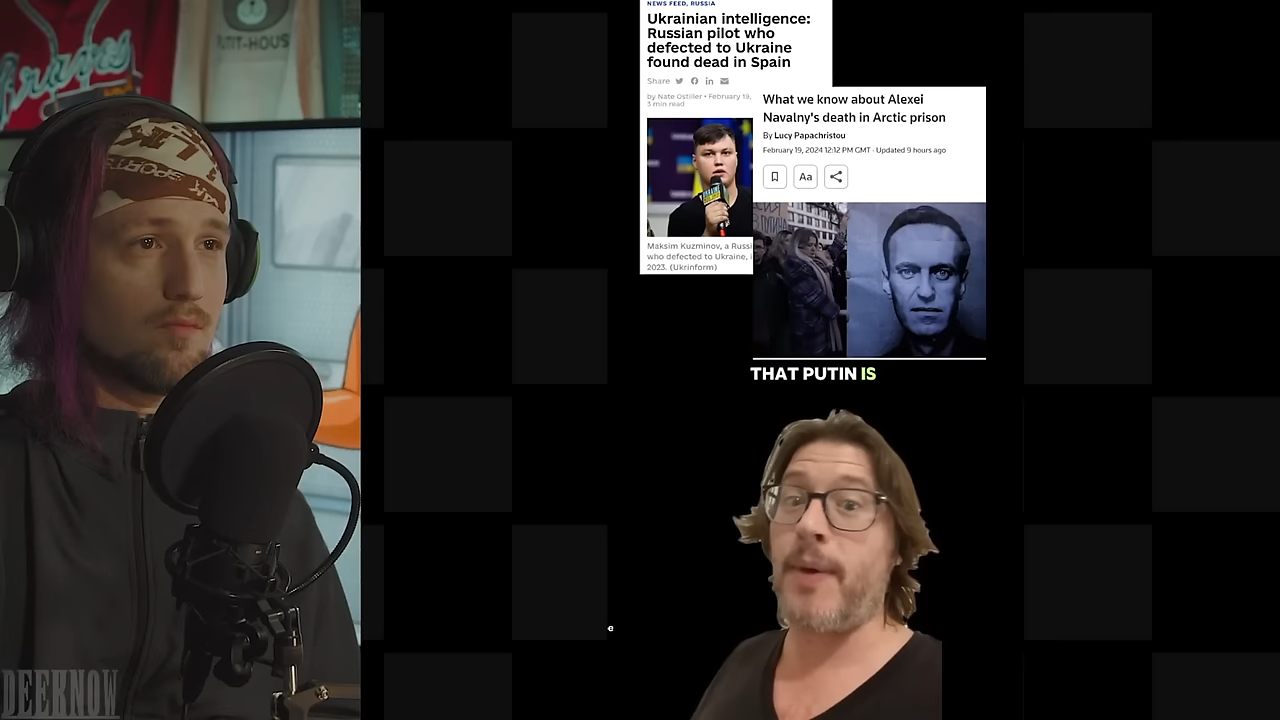 Braves
NEWS FEED, RUSSIA
Ukrainian intelligence:
Russian pilot who
defected to Ukraine
found dead in Spain
Share
by Nate Ostiller • February 19,
3 min read
Maksim Kuzminov, a Russi
who defected to Ukraine, i
2023. (Ukrinform)
What we know about Alexei
Navalny's death in Arctic prison
By Lucy Papachristou
February 19, 2024 12:12 PM GMT · Updated 9 hours ago
Aa
THAT PUTIN IS
e
DEEKNOW